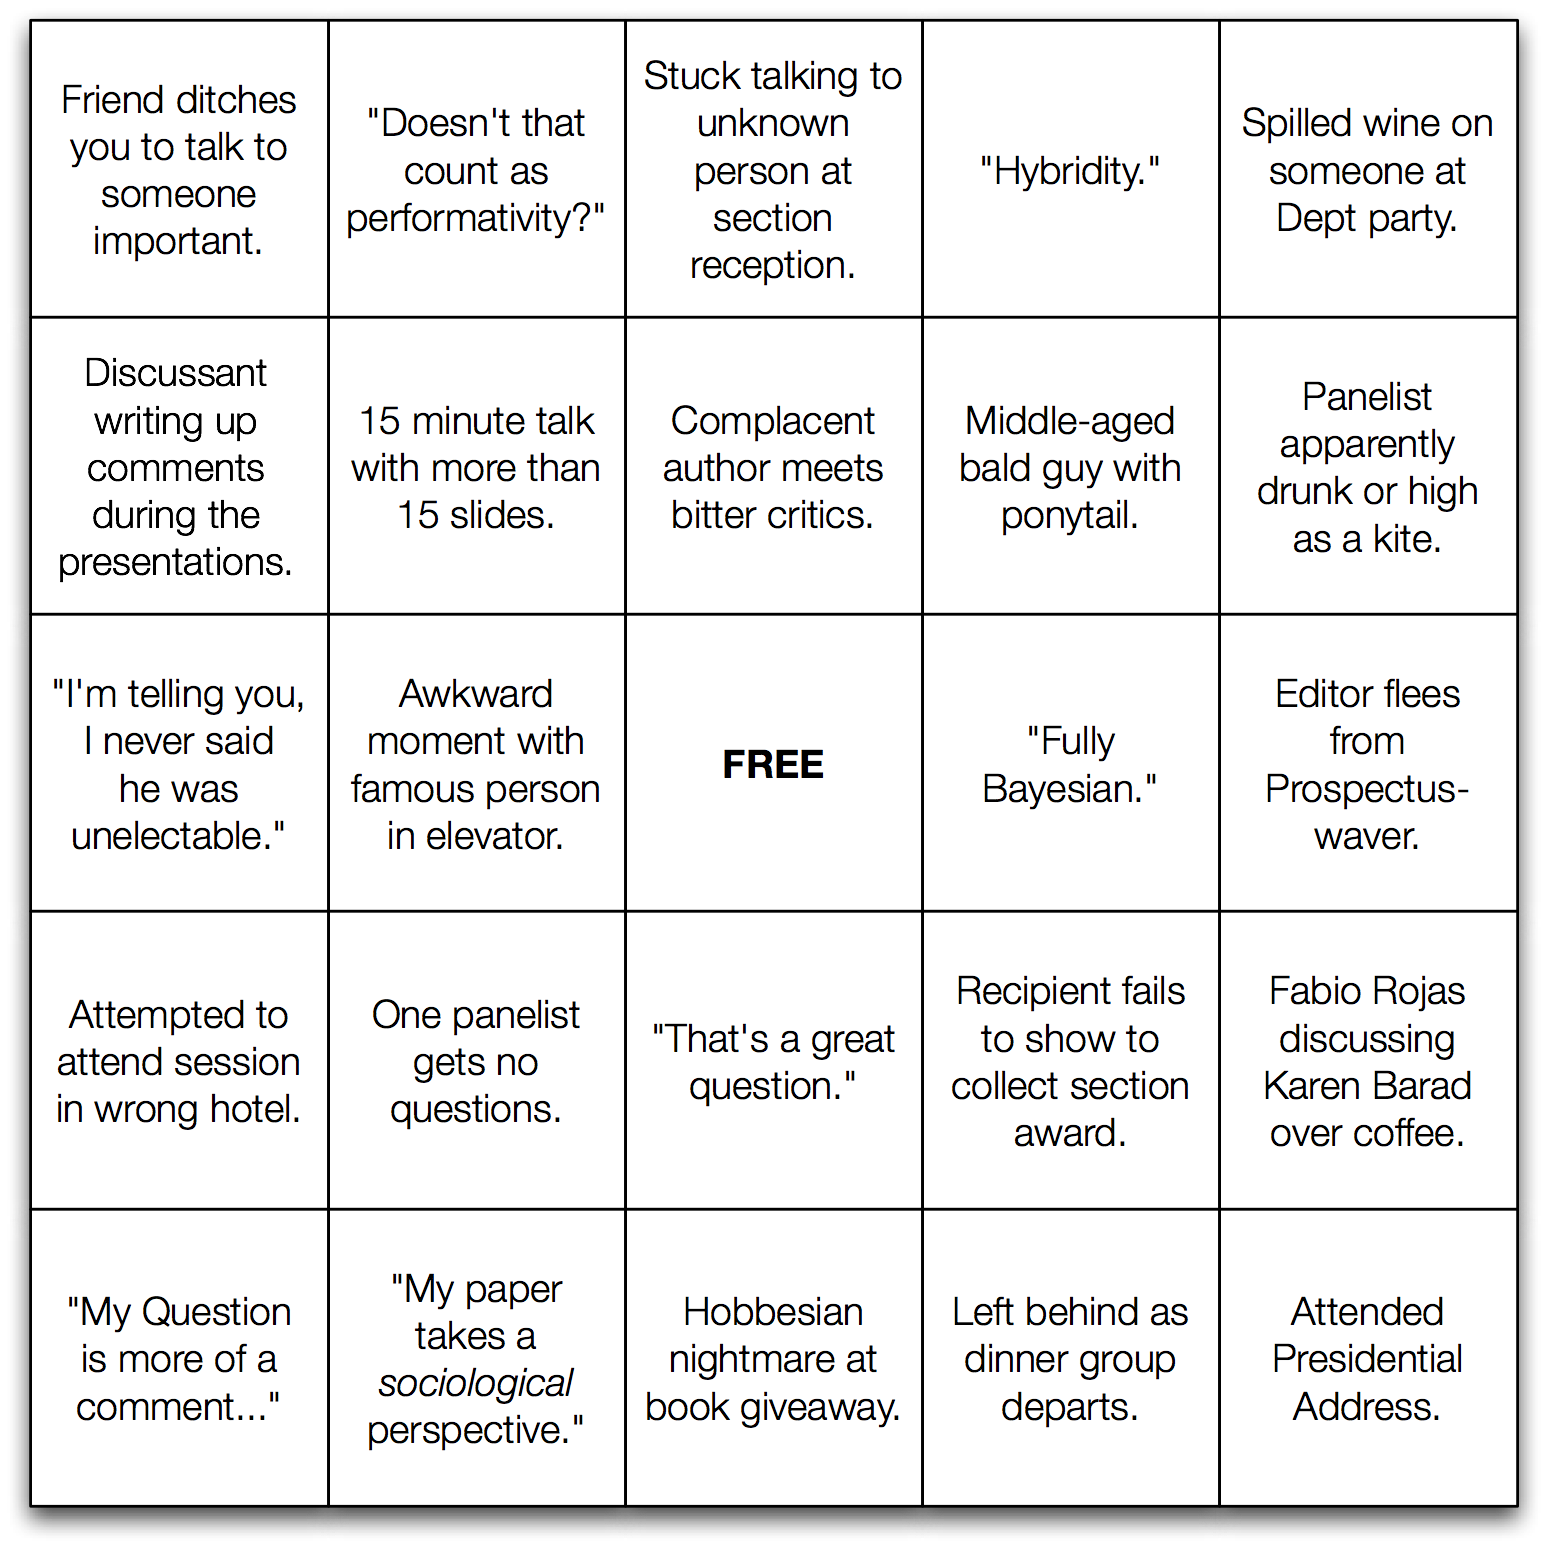 Friend ditches
you to talk to
someone
important.
"Doesn't that
count as
performativity?"
Stuck talking to
unknown
person at
section
reception.
"Hybridity."
Spilled wine on
someone at
Dept party.
Discussant
writing up
comments
during the
presentations.
15 minute talk
with more than
15 slides.
Complacent
author meets
bitter critics.
Middle-aged
bald guy with
ponytail.
Panelist
apparently
drunk or high
as a kite.
"I'm telling you,
I never said
he was
unelectable."
Awkward
moment with
famous person
in elevator.
FREE
"Fully
Bayesian."
Editor flees
from
Prospectus-
waver.
Attempted to
attend session
in wrong hotel.
One panelist
gets no
questions.
"That's a great
question."
Recipient fails
to show to
collect section
award.
Fabio Rojas
discussing
Karen Barad
over coffee.
"My Question
is more of a
comment..."
"My paper
takes a
sociological
perspective."
Hobbesian
nightmare at
book giveaway.
Left behind as
dinner group
departs.
Attended
Presidential
Address.